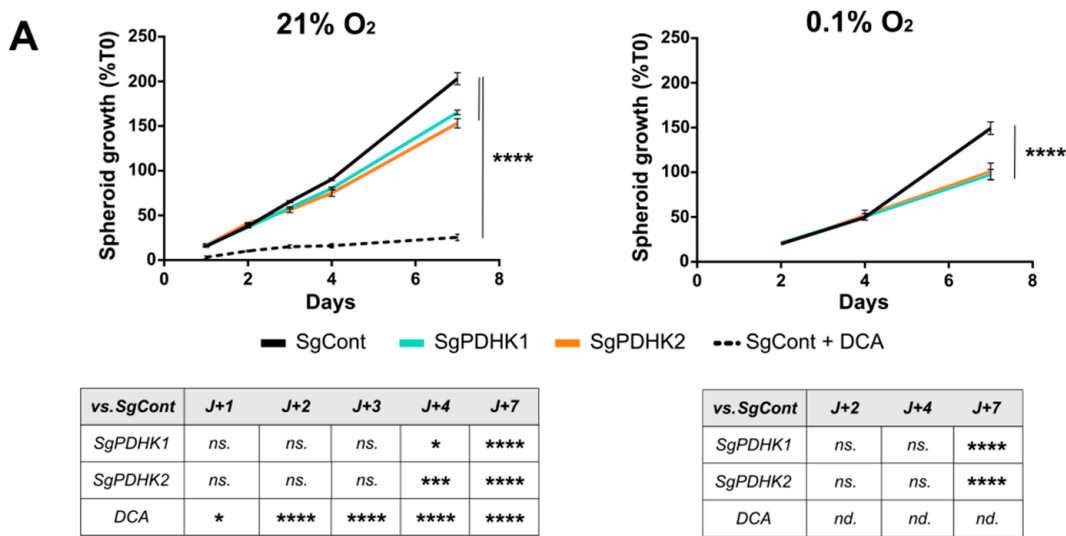 A
21% O2
0.1% O2
Spheroid growth (%T0)
250
200
150
100
50
0
0 2 4 6 8
Days
****
Spheroid growth (%T0)
250
200
150
100
50
0
0 2 4 6 8
Days
****
SgCont SgPDHK1 SgPDHK2 SgCont + DCA
vs.SgCont J+1 J+2 J+3 J+4 J+7
SgPDHK1 ns. ns. ns. * ****
SgPDHK2 ns. ns. ns. *** ****
DCA * **** **** **** ****
vs.SgCont J+2 J+4 J+7
SgPDHK1 ns. ns. ****
SgPDHK2 ns. ns. ****
DCA nd. nd. nd.